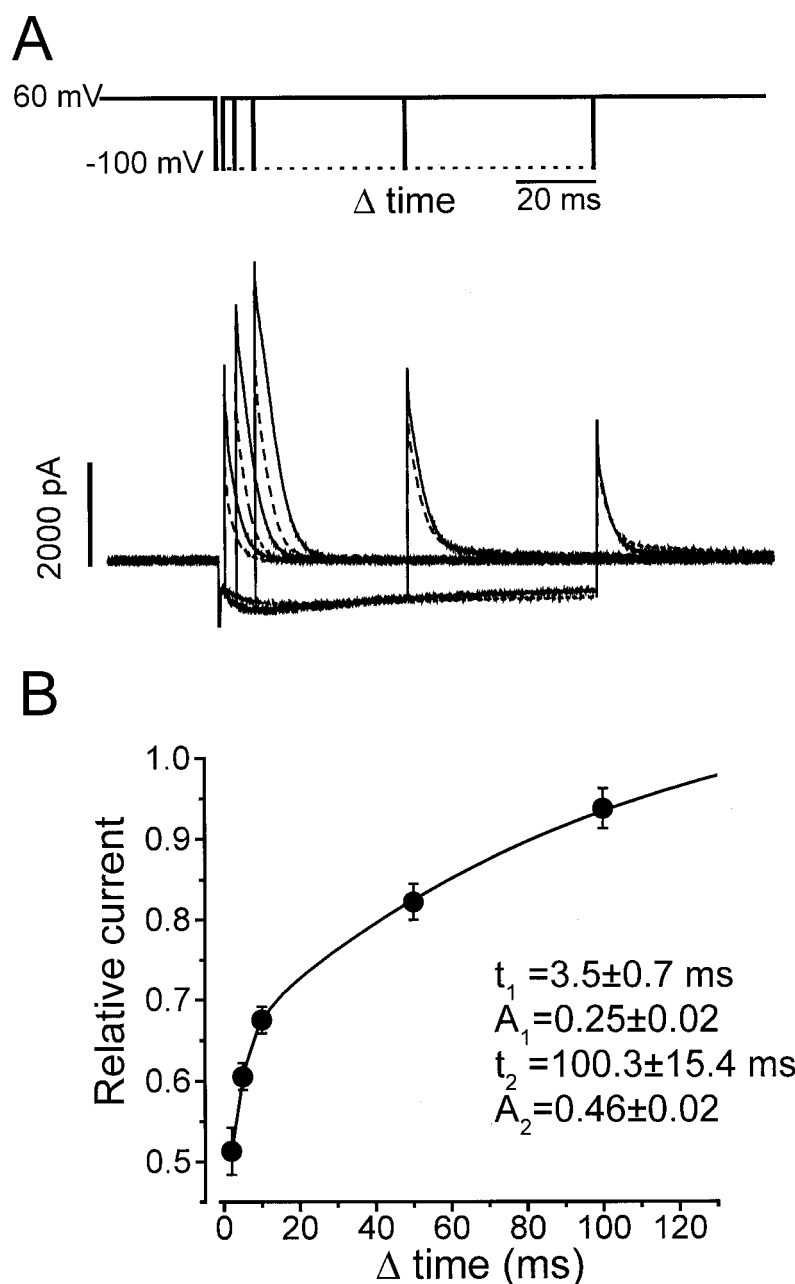 A
60 mV
-100 mV
Δ time
20 ms
2000 pA
B
Relative current
1.0
0.9
0.8
0.7
0.6
0.5
t₁ =3.5±0.7 ms
A₁=0.25±0.02
t₂ =100.3±15.4 ms
A₂=0.46±0.02
0 20 40 60 80 100 120
Δ time (ms)